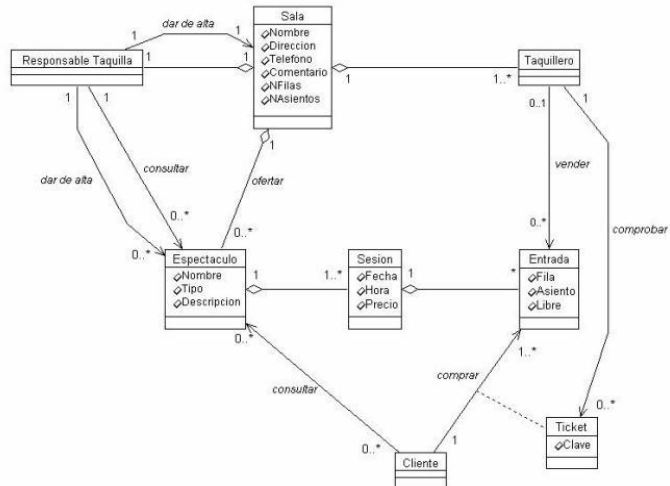 Sala
Nombre
Direccion
Telefono
Comentario
NFilas
NAsientos
dar de alta
1
1
Responsable Taquilla
1
1
1
1..*
Taquillero
1
1
1
0..1
1
consultar
dar de alta
ofertar
vender
comprobar
0..*
0..*
0..*
0..*
Espectaculo
Nombre
Tipo
Descripcion
1
1..*
Sesion
Fecha
Hora
Precio
1
*
Entrada
Fila
Asiento
Libre
0..*
1..*
consultar
comprar
0..*
1
0..*
Cliente
Ticket
Clave